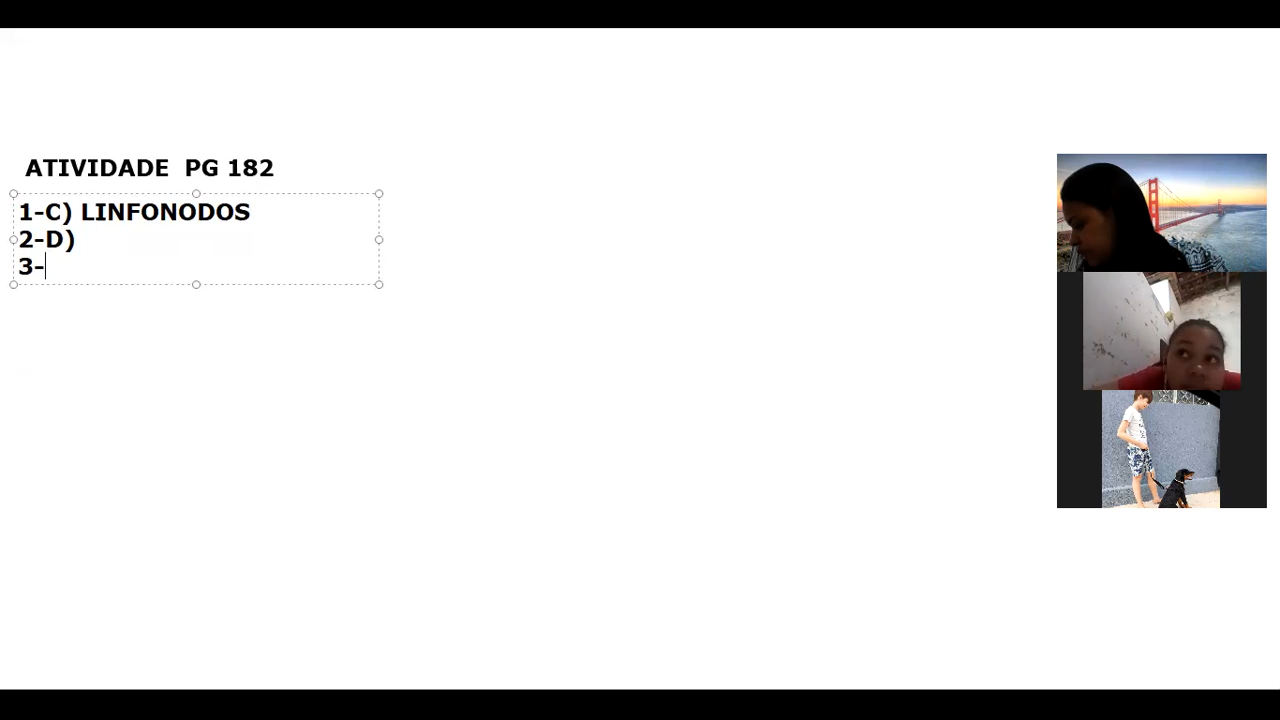 ATIVIDADE PG 182
1-C) LINFONODOS
2-D)
3-